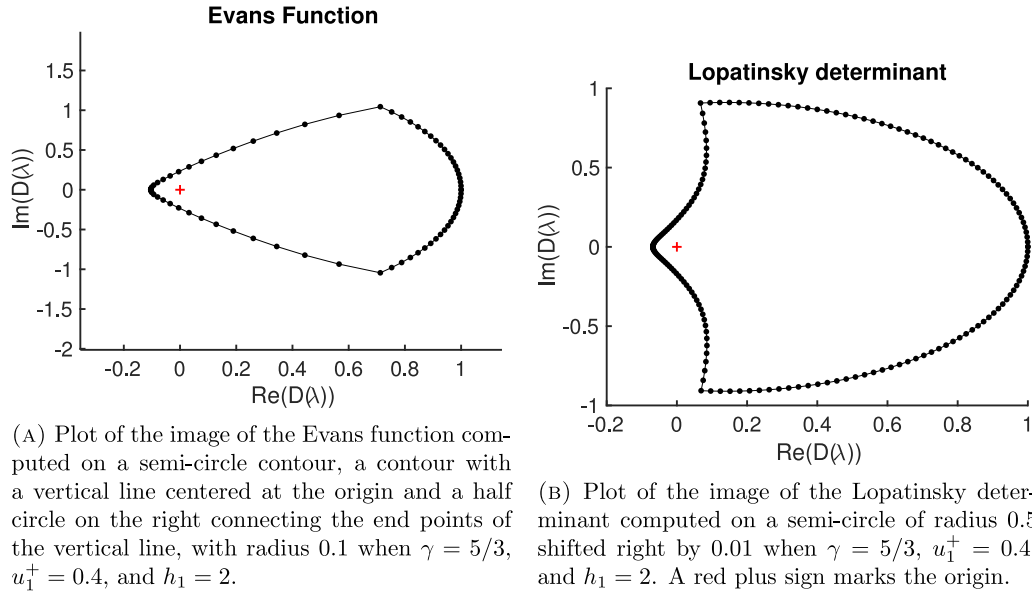 Evans Function
1.5
1
0.5
0
-0.5
-1
-1.5
-2
Im(D(λ))
-0.2 0 0.2 0.4 0.6 0.8 1
Re(D(λ))
(A) Plot of the image of the Evans function com-
puted on a semi-circle contour, a contour with
a vertical line centered at the origin and a half
circle on the right connecting the end points of
the vertical line, with radius 0.1 when γ = 5/3,
u₁⁺ = 0.4, and h₁ = 2.
Lopatinsky determinant
1
0.5
0
-0.5
-1
Im(D(λ))
-0.2 0 0.2 0.4 0.6 0.8 1
Re(D(λ))
(B) Plot of the image of the Lopatinsky deter-
minant computed on a semi-circle of radius 0.5
shifted right by 0.01 when γ = 5/3, u₁⁺ = 0.4
and h₁ = 2. A red plus sign marks the origin.